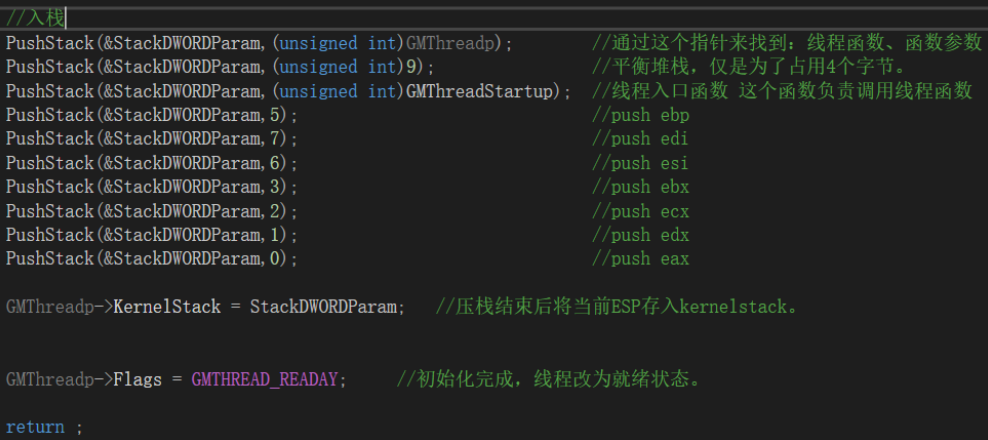 //入栈
PushStack(&StackDWORDParam,(unsigned int)GMThreadp); //通过这个指针来找到：线程函数、函数参数
PushStack(&StackDWORDParam,(unsigned int)9); //平衡堆栈，仅是为了占用4个字节。
PushStack(&StackDWORDParam,(unsigned int)GMThreadStartup); //线程入口函数 这个函数负责调用线程函数
PushStack(&StackDWORDParam,5); //push ebp
PushStack(&StackDWORDParam,7); //push edi
PushStack(&StackDWORDParam,6); //push esi
PushStack(&StackDWORDParam,3); //push ebx
PushStack(&StackDWORDParam,2); //push ecx
PushStack(&StackDWORDParam,1); //push edx
PushStack(&StackDWORDParam,0); //push eax
GMThreadp->KernelStack = StackDWORDParam; //压栈结束后将当前ESP存入kernelstack。
GMThreadp->Flags = GMTHREAD_READAY; //初始化完成，线程改为就绪状态。
return ;